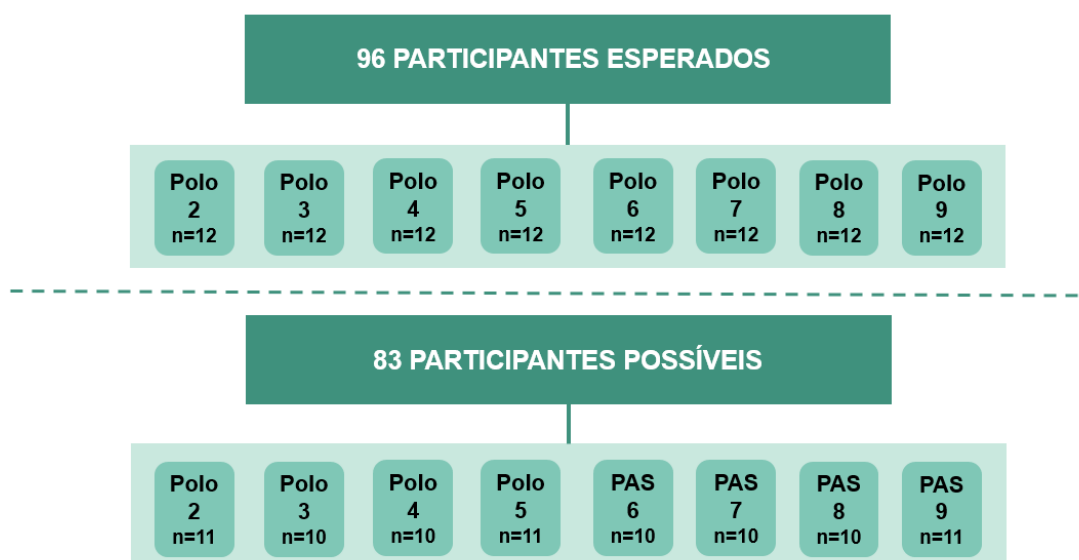 96 PARTICIPANTES ESPERADOS
Polo
2
n=12
Polo
3
n=12
Polo
4
n=12
Polo
5
n=12
Polo
6
n=12
Polo
7
n=12
Polo
8
n=12
Polo
9
n=12
83 PARTICIPANTES POSSÍVEIS
Polo
2
n=11
Polo
3
n=10
Polo
4
n=10
Polo
5
n=11
PAS
6
n=10
PAS
7
n=10
PAS
8
n=10
PAS
9
n=11